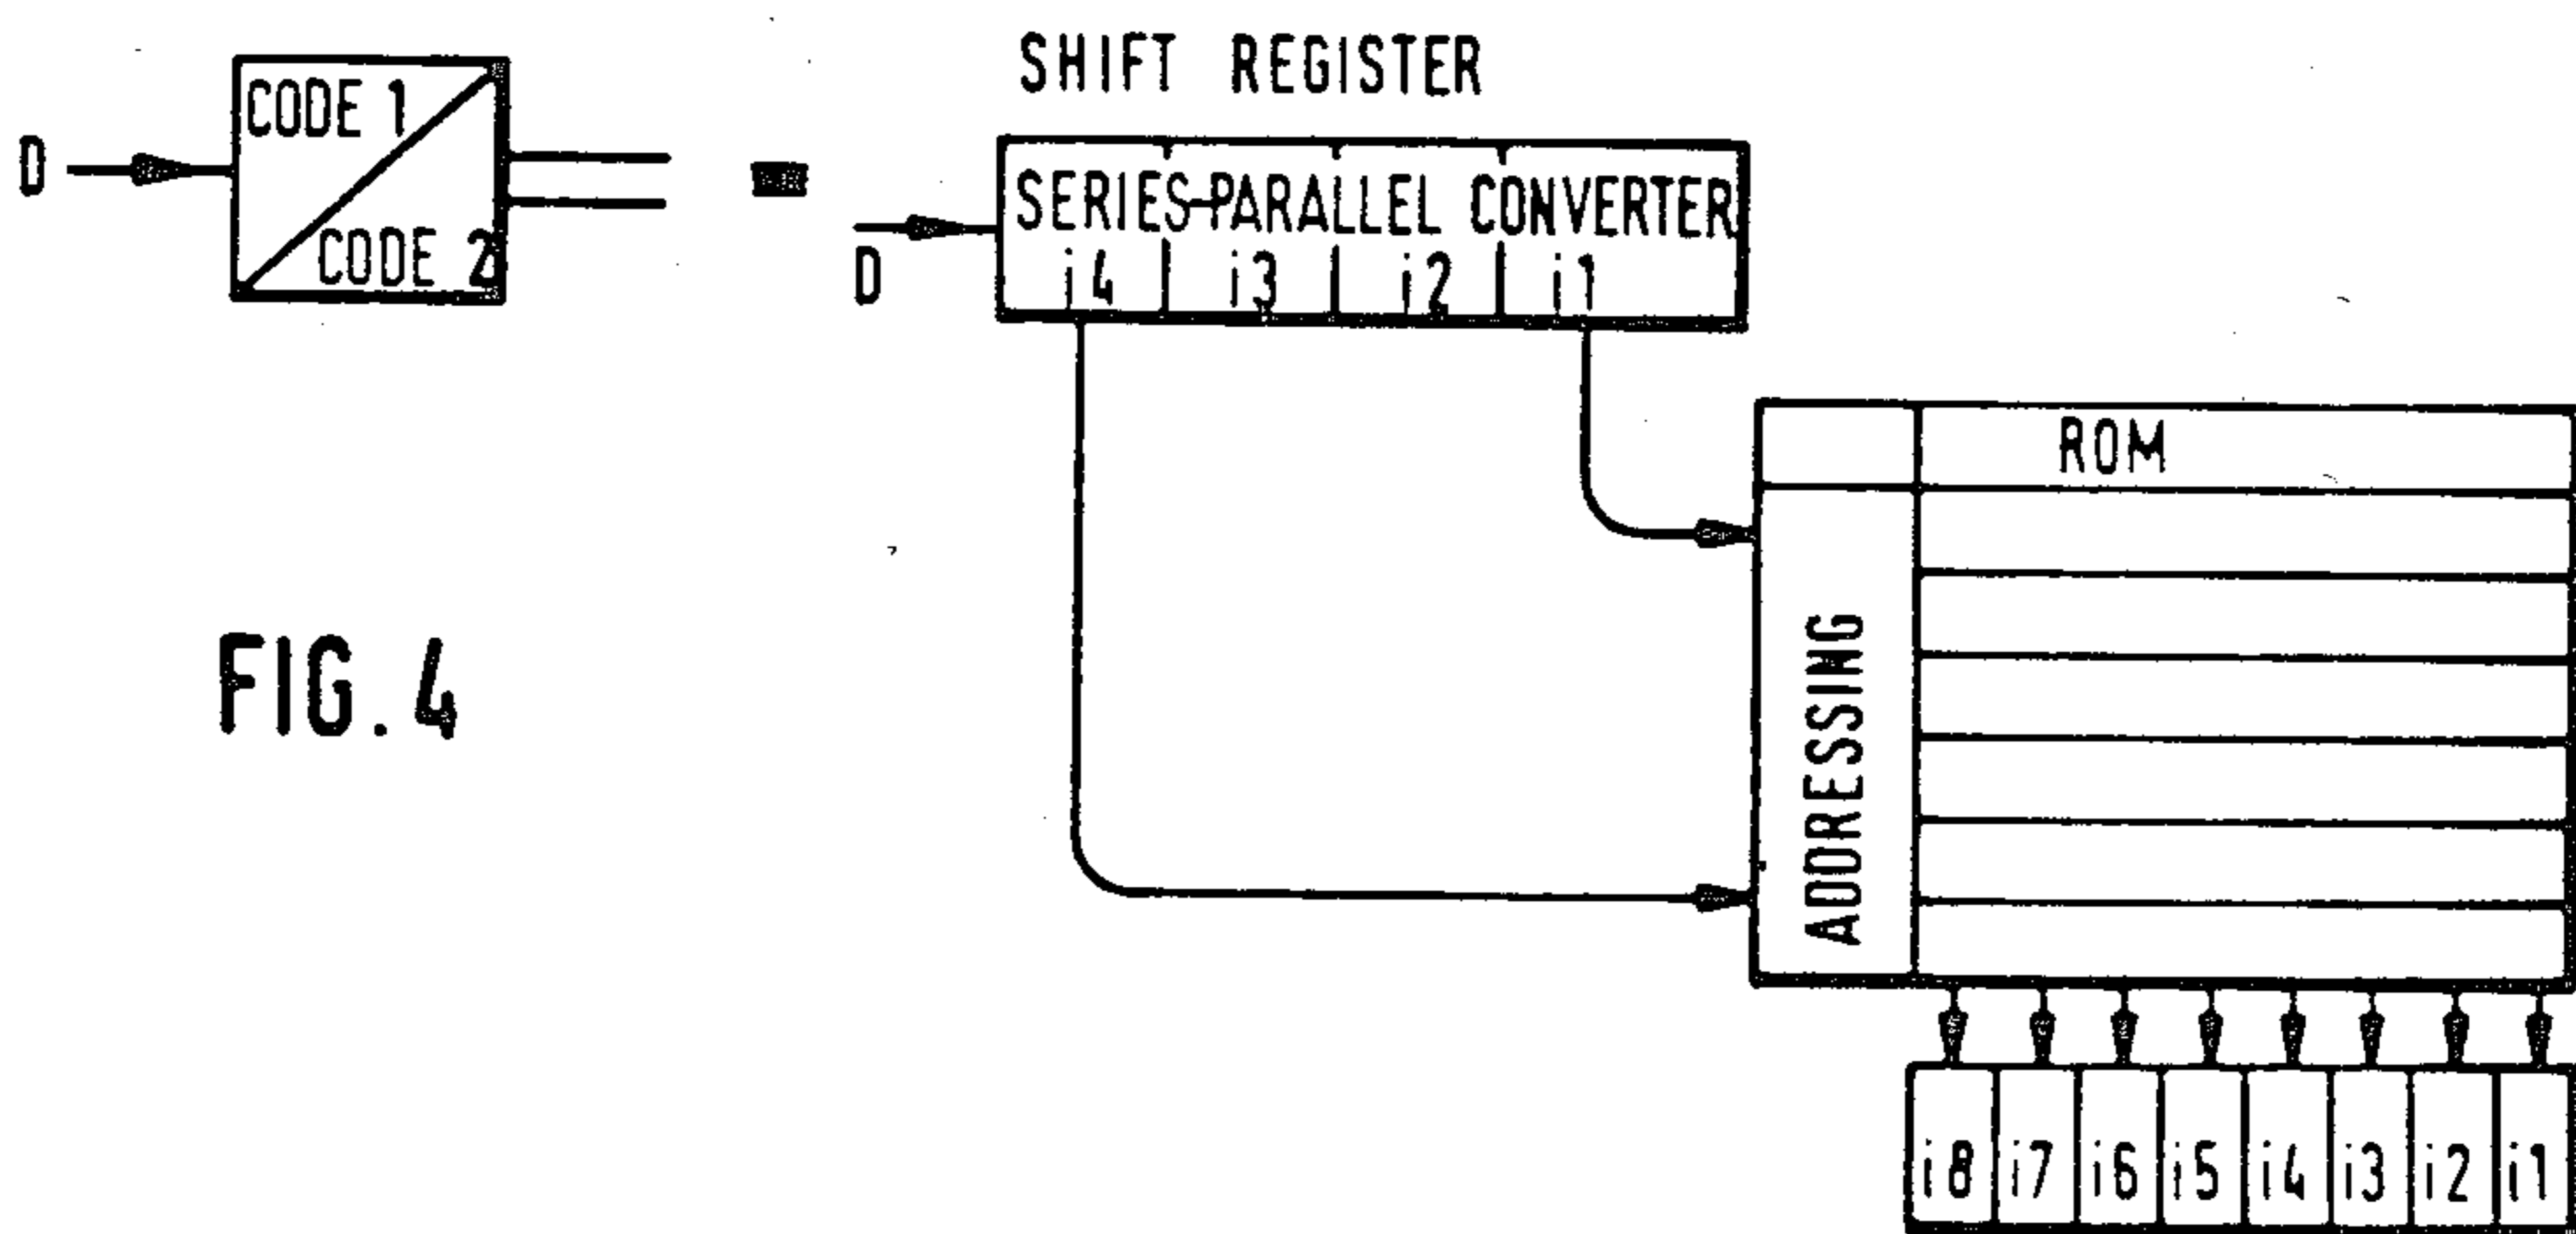 CODE 1
CODE 2
D
SHIFT REGISTER
SERIES-PARALLEL CONVERTER
i4 i3 i2 i1
D
ROM
ADDRESSING
FIG. 4
i8 i7 i6 i5 i4 i3 i2 i1